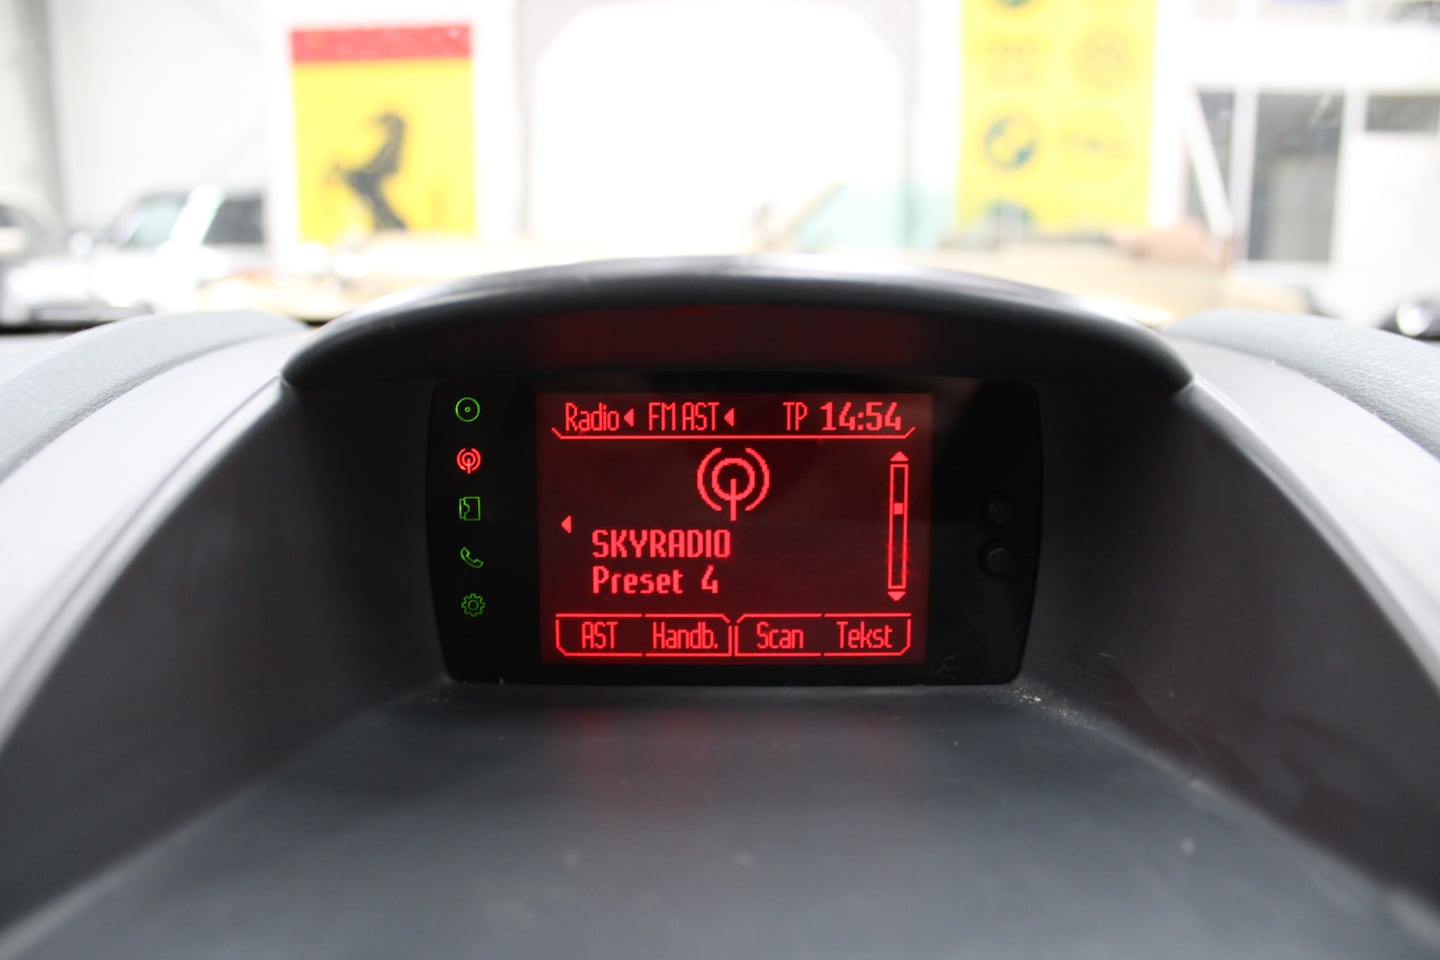 Radio FM AST TP 14:54
SKYRADIO
Preset 4
AST Handb. Scan Tekst